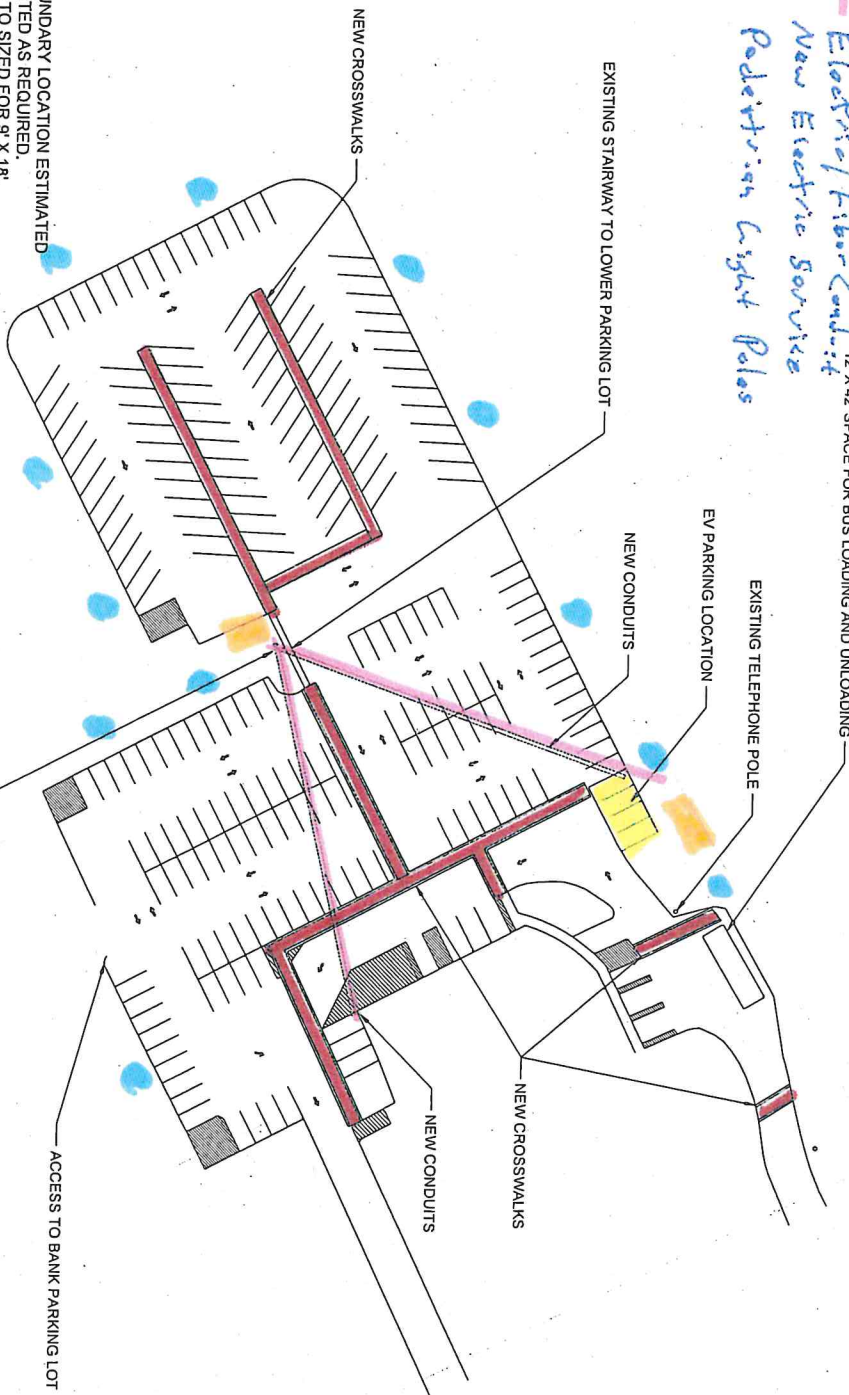 Electric/Fiber Conduit
New Electric Service
Pedestrian Light Poles
12' X 42' SPACE FOR BUS LOADING AND UNLOADING
EXISTING TELEPHONE POLE
EV PARKING LOCATION
NEW CONDUITS
EXISTING STAIRWAY TO LOWER PARKING LOT
NEW CROSSWALKS
NEW CROSSWALKS
NEW CONDUITS
ACCESS TO BANK PARKING LOT
NDARY LOCATION ESTIMATED
TED AS REQUIRED.
TO SIZED FOR 9' X 18'